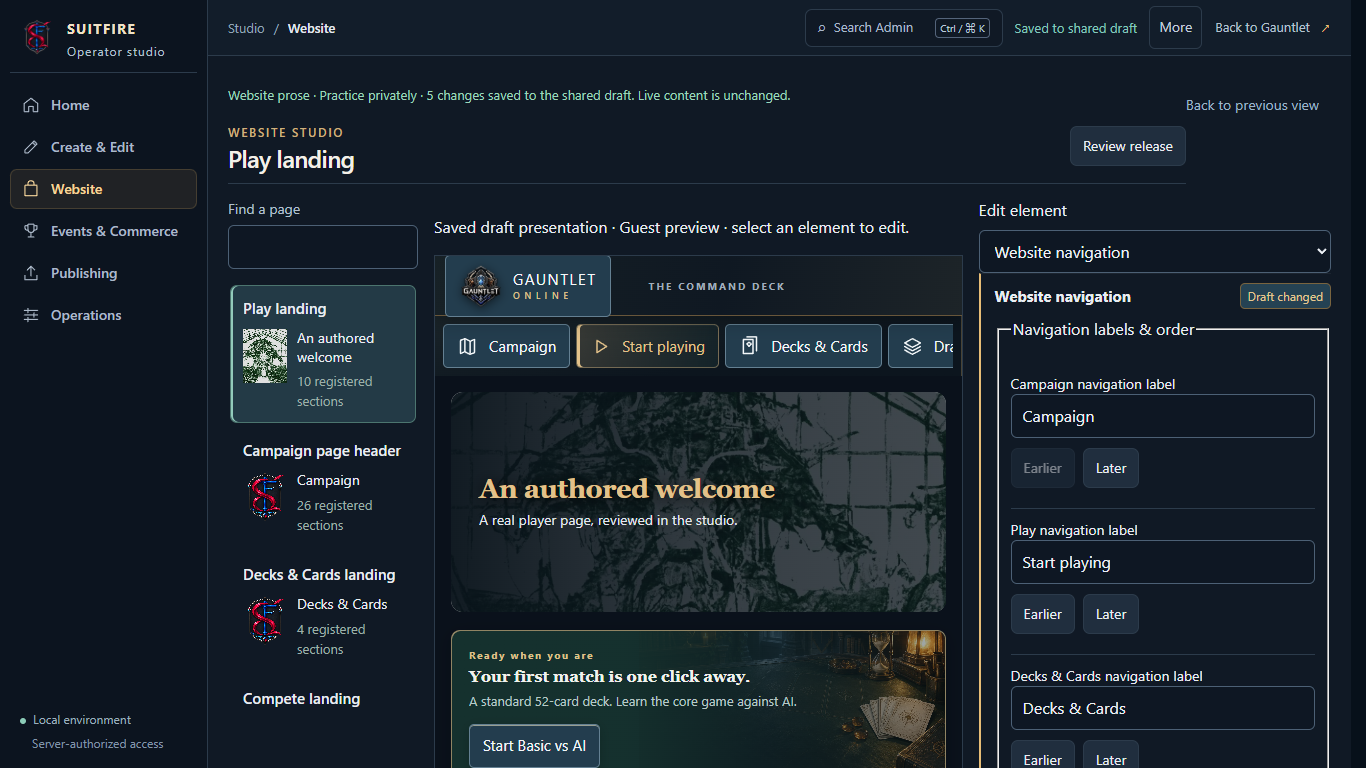 SUITFIRE
Operator studio
Home
Create & Edit
Website
Events & Commerce
Publishing
Operations
Local environment
Server-authorized access
Studio / Website
Search Admin Ctrl / ⌘ K
Saved to shared draft
More
Back to Gauntlet ↗
Website prose · Practice privately · 5 changes saved to the shared draft. Live content is unchanged.
Back to previous view
WEBSITE STUDIO
Play landing
Review release
Find a page
Play landing
An authored
welcome
10 registered
sections
Campaign page header
Campaign
26 registered
sections
Decks & Cards landing
Decks & Cards
4 registered
sections
Compete landing
Saved draft presentation · Guest preview · select an element to edit.
GAUNTLET
GAUNTLET
ONLINE
THE COMMAND DECK
Campaign
Start playing
Decks & Cards
Dra
An authored welcome
A real player page, reviewed in the studio.
Ready when you are
Your first match is one click away.
A standard 52-card deck. Learn the core game against AI.
Start Basic vs AI
Edit element
Website navigation
Website navigation
Draft changed
Navigation labels & order
Campaign navigation label
Campaign
Earlier
Later
Play navigation label
Start playing
Earlier
Later
Decks & Cards navigation label
Decks & Cards
Earlier
Later